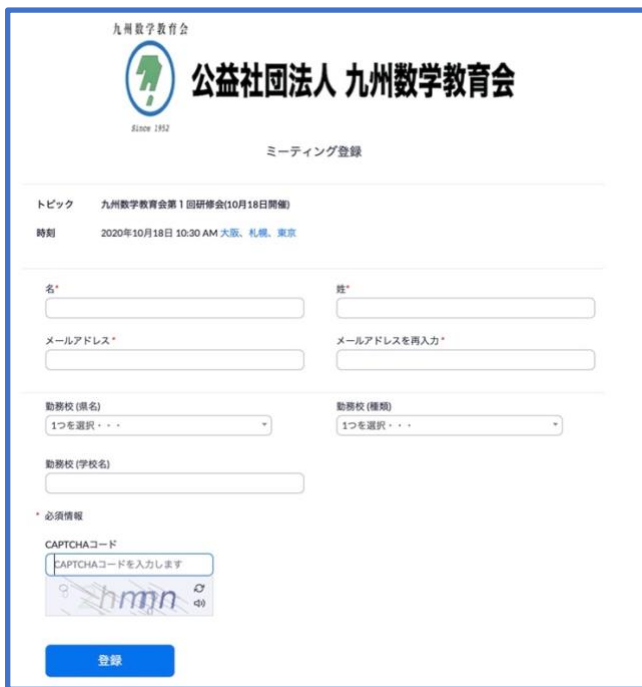 九州数学教育会
公益社団法人 九州数学教育会
Since 1952
ミーティング登録
トピック 九州数学教育会第1回研修会(10月18日開催)
時刻 2020年10月18日 10:30 AM 大阪、札幌、東京
名* 姓*
メールアドレス* メールアドレスを再入力*
勤務校 (県名) 勤務校 (種類)
1つを選択・・・ 1つを選択・・・
勤務校 (学校名)
* 必須情報
CAPTCHAコード
CAPTCHAコードを入力します
登録